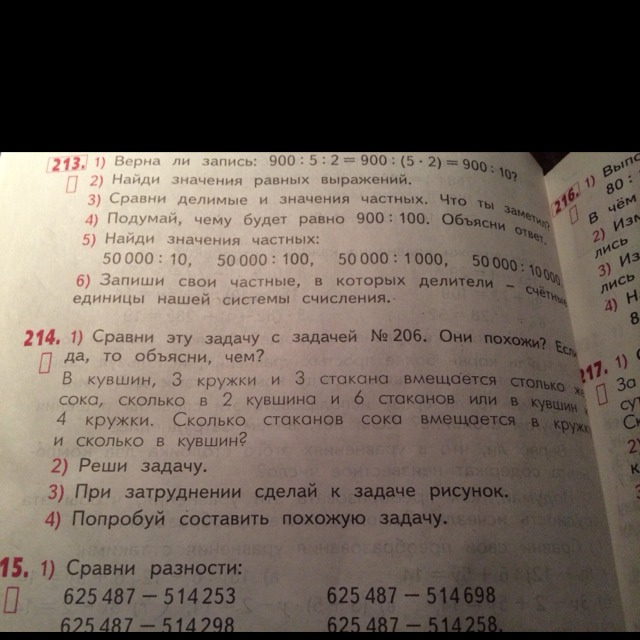 213. 1) Верна ли запись: 900 : 5 : 2 = 900 : (5 · 2) = 900 : 10?
2) Найди значения равных выражений.
3) Сравни делимые и значения частных. Что ты заметил?
4) Подумай, чему будет равно 900 : 100. Объясни ответ.
5) Найди значения частных:
50 000 : 10, 50 000 : 100, 50 000 : 1 000, 50 000 : 10 000.
6) Запиши свои частные, в которых делители – счётные
единицы нашей системы счисления.
214. 1) Сравни эту задачу с задачей № 206. Они похожи? Если
да, то объясни, чем?
В кувшин, 3 кружки и 3 стакана вмещается столько же
сока, сколько в 2 кувшина и 6 стаканов или в кувшин и
4 кружки. Сколько стаканов сока вмещается в кружку
и сколько в кувшин?
2) Реши задачу.
3) При затруднении сделай к задаче рисунок.
4) Попробуй составить похожую задачу.
15. 1) Сравни разности:
625 487 — 514 253 625 487 — 514 698
625 487 — 514 298 625 487 — 514 258.
216. 1)
80 :
В чём
2)
лись
3)
лись
4)
8
217. 1)
За
сут
2)